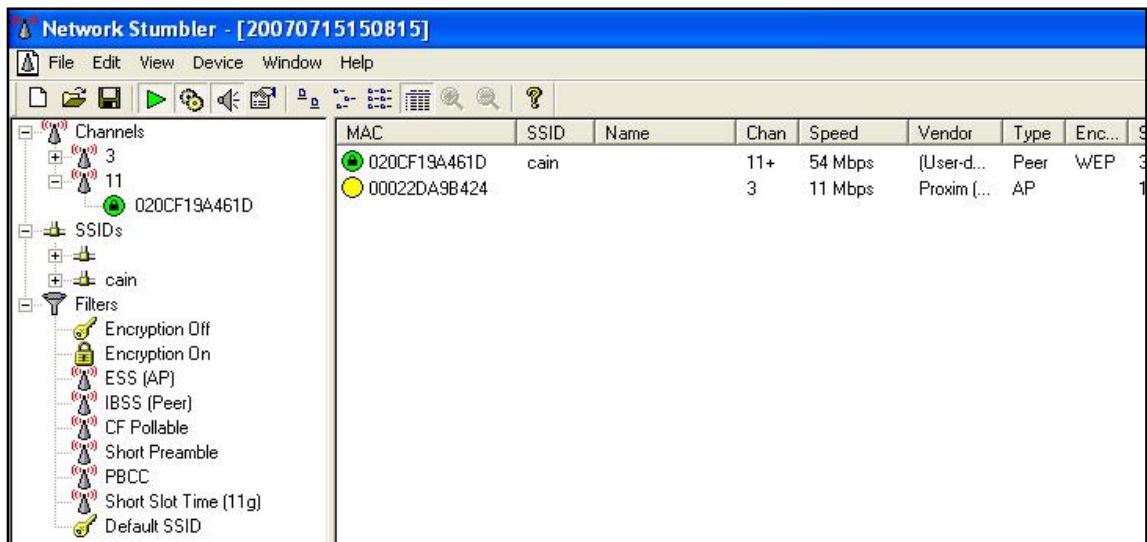 Network Stumbler - [20070715150815]
File Edit View Device Window Help
Channels
3
11
020CF19A461D
SSIDs
cain
Filters
Encryption Off
Encryption On
ESS (AP)
IBSS (Peer)
CF Pollable
Short Preamble
PBCC
Short Slot Time (11g)
Default SSID
MAC SSID Name Chan Speed Vendor Type Enc...
020CF19A461D cain 11+ 54 Mbps (User-d... Peer WEP
00022DA9B424 3 11 Mbps Proxim (... AP